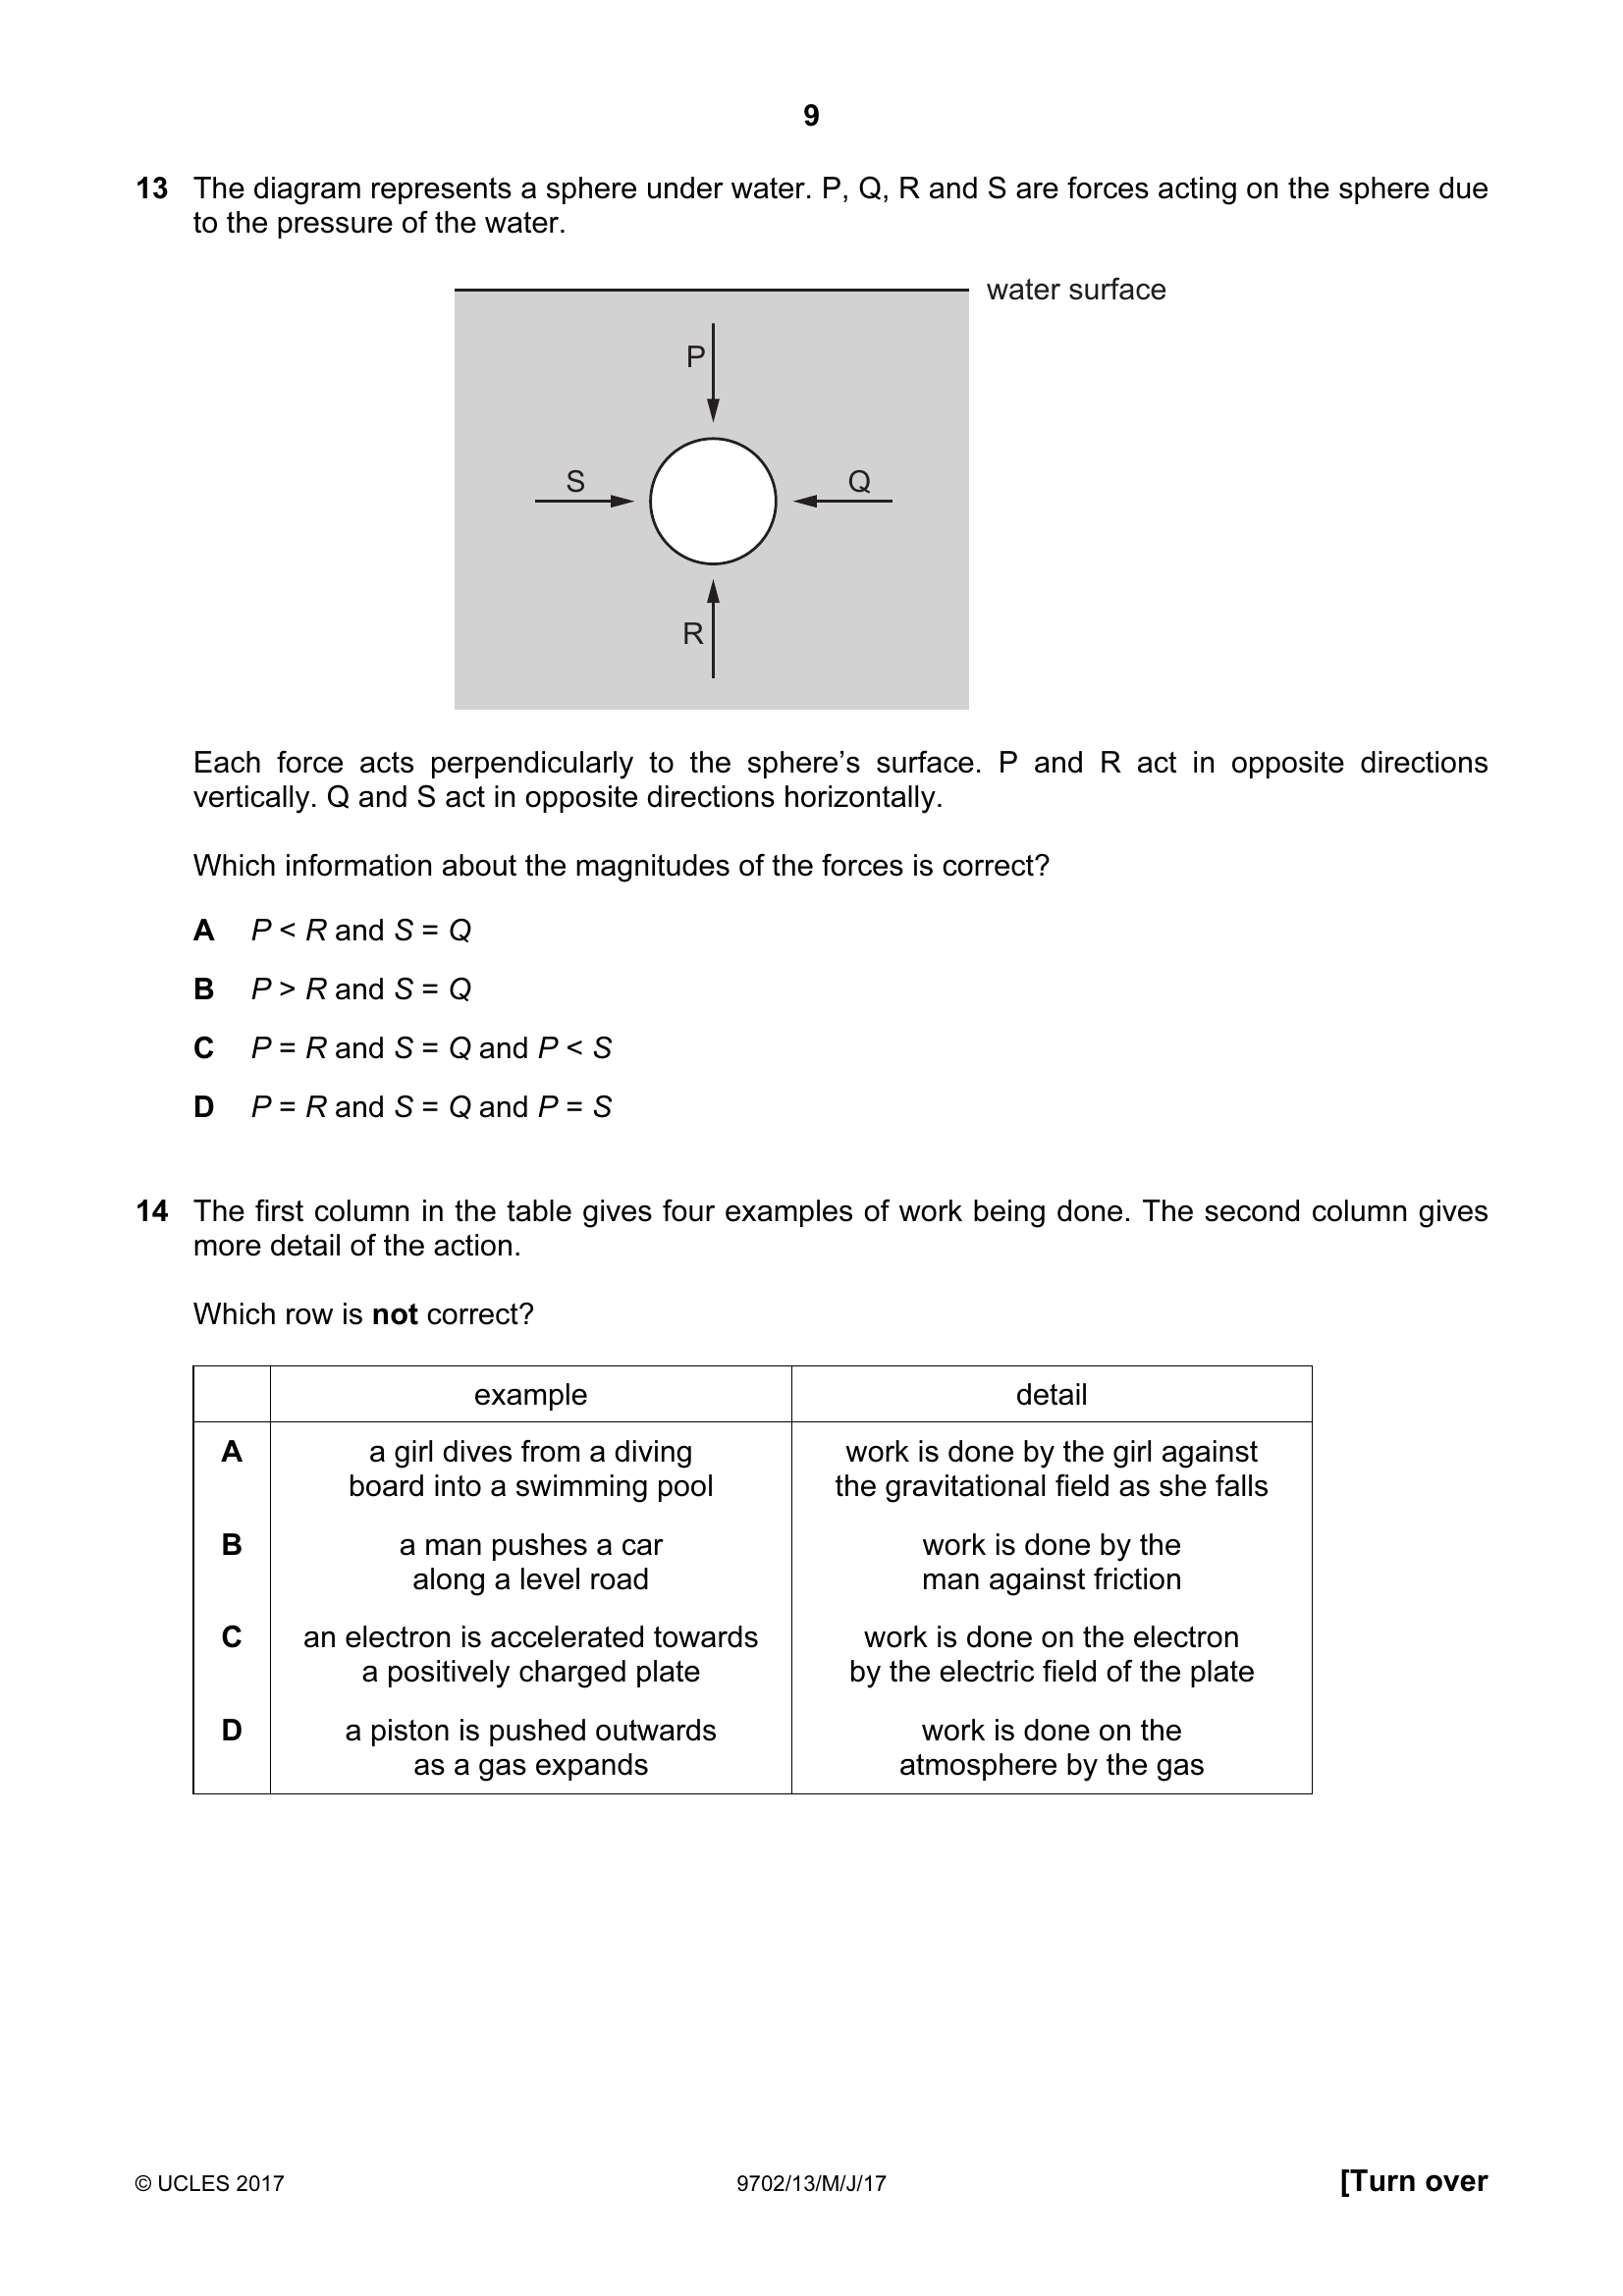 9
13 The diagram represents a sphere under water. P, Q, R and S are forces acting on the sphere due
to the pressure of the water.
water surface
P
S
Q
R
Each force acts perpendicularly to the sphere’s surface. P and R act in opposite directions
vertically. Q and S act in opposite directions horizontally.
Which information about the magnitudes of the forces is correct?
A P < R and S = Q
B P > R and S = Q
C P = R and S = Q and P < S
D P = R and S = Q and P = S
14 The first column in the table gives four examples of work being done. The second column gives
more detail of the action.
Which row is not correct?
example detail
A a girl dives from a diving work is done by the girl against
board into a swimming pool the gravitational field as she falls
B a man pushes a car work is done by the
along a level road man against friction
C an electron is accelerated towards work is done on the electron
a positively charged plate by the electric field of the plate
D a piston is pushed outwards work is done on the
as a gas expands atmosphere by the gas
© UCLES 2017 9702/13/M/J/17 [Turn over